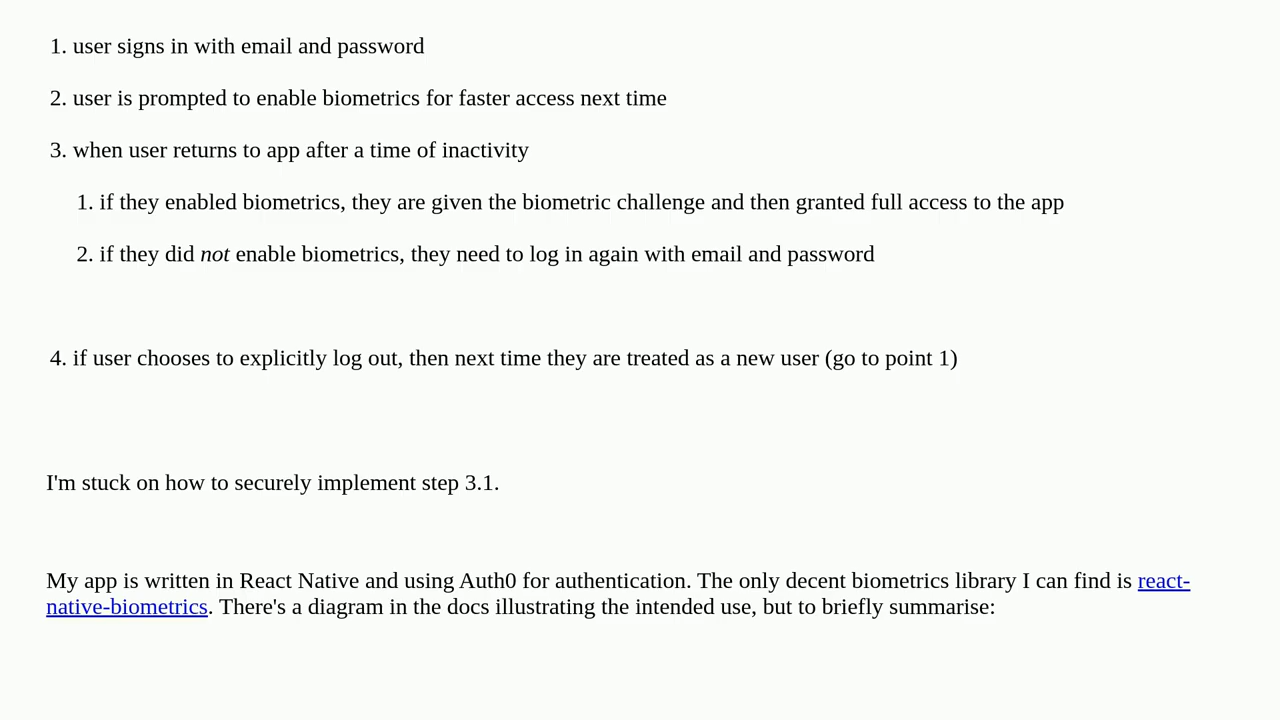 1. user signs in with email and password
2. user is prompted to enable biometrics for faster access next time
3. when user returns to app after a time of inactivity
1. if they enabled biometrics, they are given the biometric challenge and then granted full access to the app
2. if they did not enable biometrics, they need to log in again with email and password
4. if user chooses to explicitly log out, then next time they are treated as a new user (go to point 1)
I'm stuck on how to securely implement step 3.1.
My app is written in React Native and using Auth0 for authentication. The only decent biometrics library I can find is react-
native-biometrics. There's a diagram in the docs illustrating the intended use, but to briefly summarise: